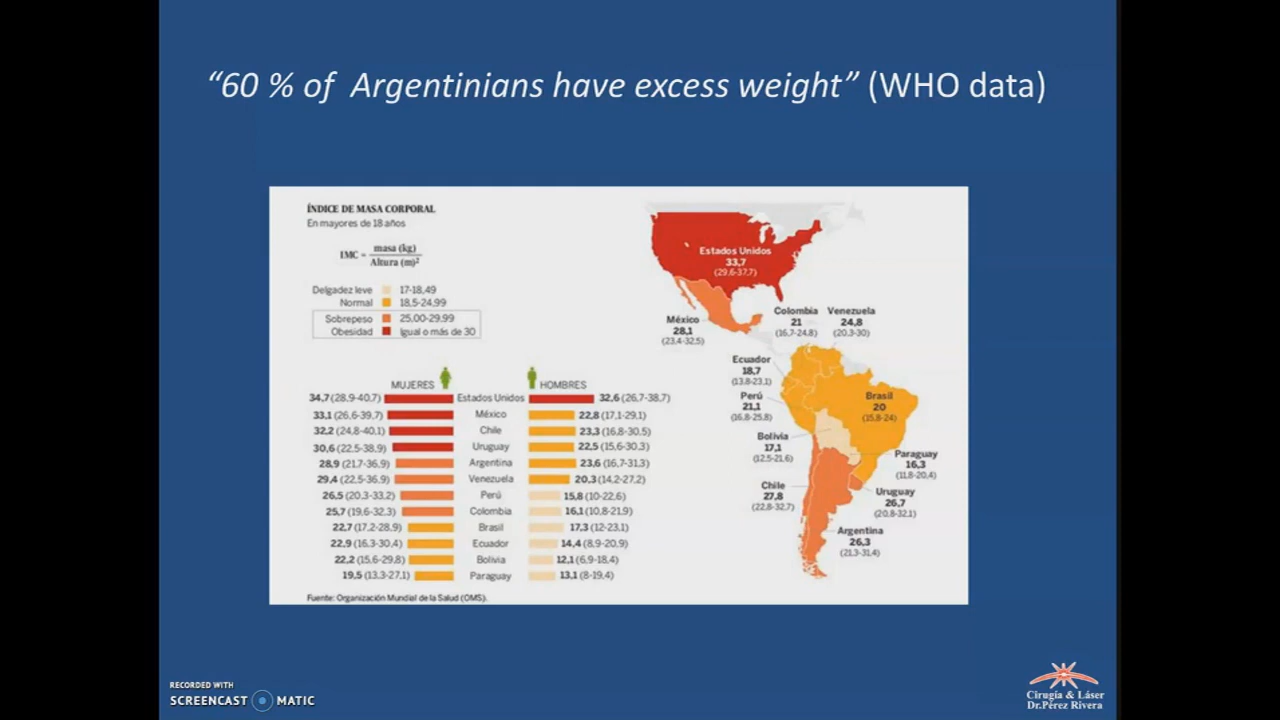 “60 % of Argentinians have excess weight” (WHO data)
ÍNDICE DE MASA CORPORAL
En mayores de 18 años
IMC = masa (kg)
Altura (m)²
Delgadez leve 17-18,49
Normal 18,5-24,99
Sobrepeso 25,00-29,99
Obesidad Igual o más de 30
MUJERES HOMBRES
34,7 (28.9-40.7) Estados Unidos 32,6 (26,7-38,7)
33,1 (26,6-39,7) México 22,8 (17,1-29,1)
32,2 (24,8-40,1) Chile 23,3 (16,8-30,5)
30,6 (22,5-38,9) Uruguay 22,5 (15,6-30,3)
28,9 (21,7-36,9) Argentina 23,6 (16,7-31,3)
29,4 (22,5-36,9) Venezuela 20,3 (14,2-27,2)
26,5 (20,3-33,2) Perú 15,8 (10-22,6)
25,7 (19,6-32,3) Colombia 16,1 (10,8-21,9)
22,7 (17,2-28,9) Brasil 17,3 (12-23,1)
22,9 (16,3-30,4) Ecuador 14,4 (8,9-20,9)
22,2 (15,6-29,8) Bolivia 12,1 (6,9-18,4)
19,5 (13,3-27,1) Paraguay 13,1 (8-19,4)
Fuente: Organización Mundial de la Salud (OMS).
Estados Unidos
33,7
(29,6-37,7)
México
28,1
(23,4-32,5)
Colombia
21
(16,7-24,8)
Venezuela
24,8
(20,3-30)
Ecuador
18,7
(13,8-23,1)
Perú
21,1
(16,8-25,8)
Brasil
20
(15,8-24)
Bolivia
17,1
(12,5-21,6)
Paraguay
16,3
(11,8-20,4)
Chile
27,8
(22,8-32,7)
Uruguay
26,7
(20,8-32,1)
Argentina
26,3
(21,3-31,4)
RECORDED WITH
SCREENCAST MATIC
Cirugía & Láser
Dr.Pérez Rivera